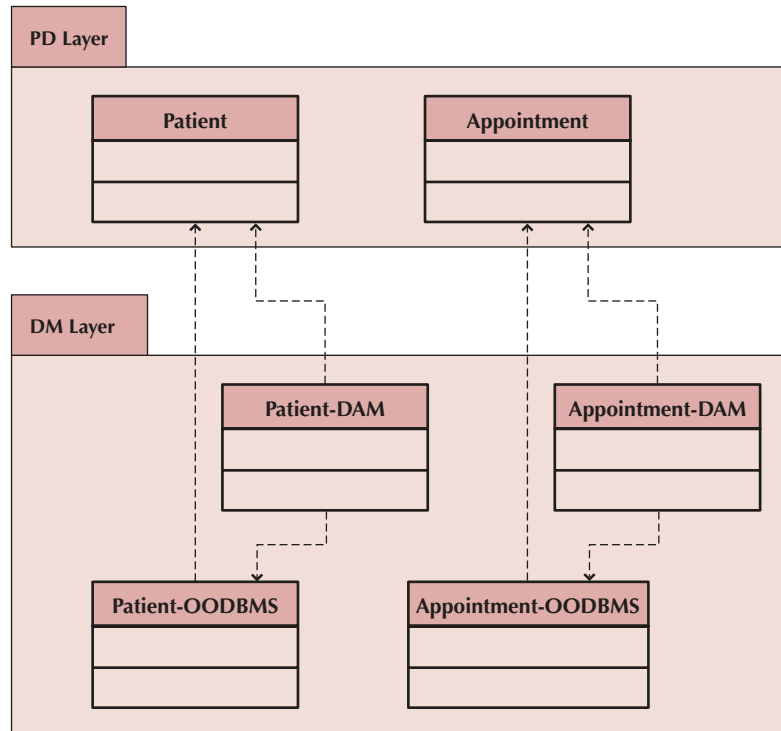 PD Layer
Patient
Appointment
DM Layer
Patient-DAM
Appointment-DAM
Patient-OODBMS
Appointment-OODBMS